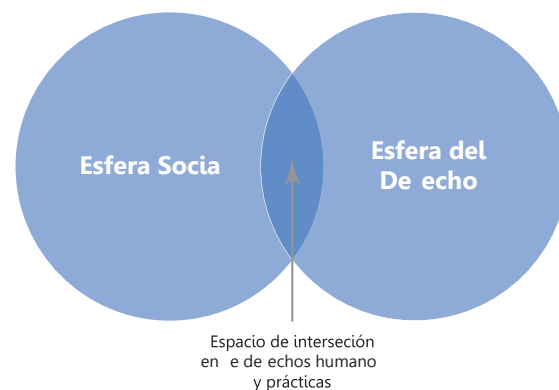 Esfera Socia
Esfera del
De echo
Espacio de interseción
en e de echos humano
y prácticas